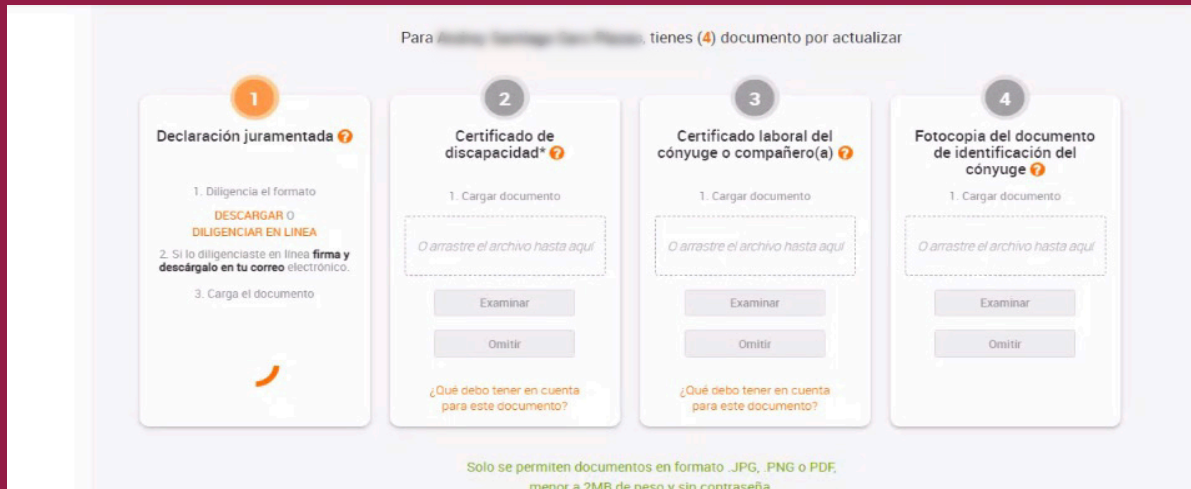 Para , tienes (4) documento por actualizar
1
Declaración juramentada ?
1. Diligencia el formato
DESCARGAR O
DILIGENCIAR EN LINEA
2. Si lo diligenciaste en línea firma y
descárgalo en tu correo electrónico.
3. Carga el documento
2
Certificado de
discapacidad* ?
1. Cargar documento
O arrastre el archivo hasta aquí
Examinar
Omitir
¿Qué debo tener en cuenta
para este documento?
3
Certificado laboral del
cónyuge o compañero(a) ?
1. Cargar documento
O arrastre el archivo hasta aquí
Examinar
Omitir
¿Qué debo tener en cuenta
para este documento?
4
Fotocopia del documento
de identificación del
cónyuge ?
1. Cargar documento
O arrastre el archivo hasta aquí
Examinar
Omitir
Solo se permiten documentos en formato .JPG, .PNG o PDF,
menor a 2MB de peso y sin contraseña